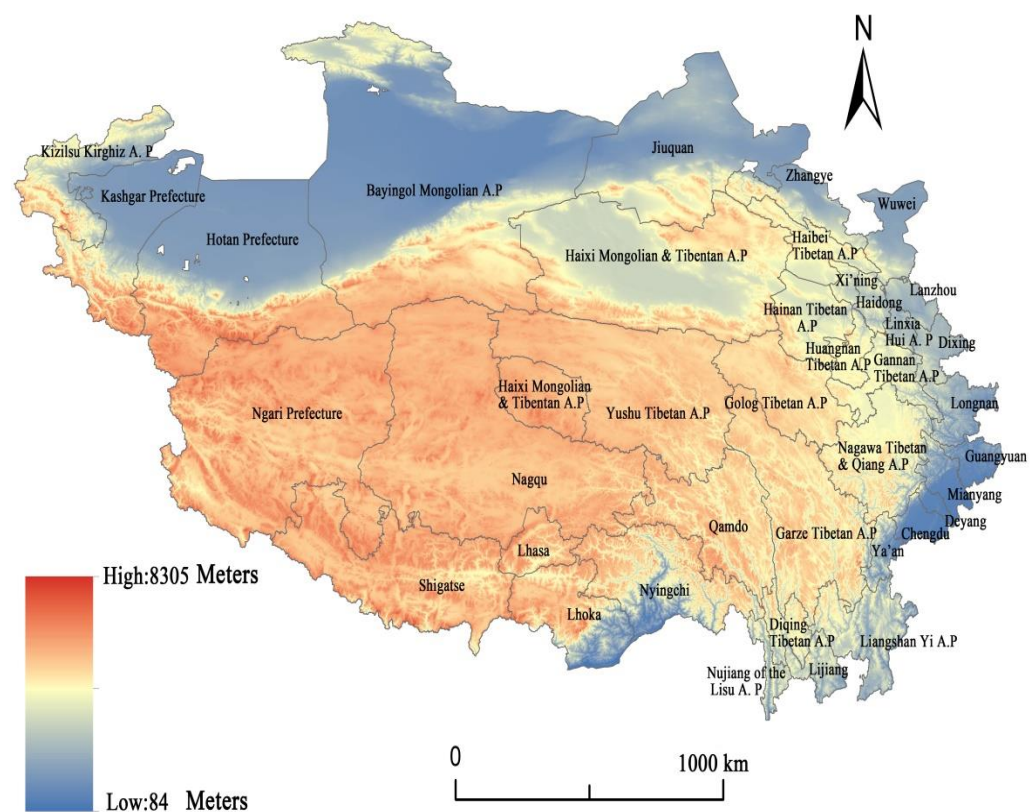 N
Kizilsu Kirghiz A. P
Kashgar Prefecture
Hotan Prefecture
Bayingol Mongolian A.P
Jiuquan
Zhangye
Wuwei
Haixi Mongolian & Tibentan A.P
Haibei
Tibetan A.P
Xi'ning
Haidong
Lanzhou
Hainan Tibetan
A.P
Linxia
Hui A. P
Dixing
Huangnan
Tibetan A.P
Gannan
Tibetan A.P
Ngari Prefecture
Haixi Mongolian
& Tibentan A.P
Yushu Tibetan A.P
Golog Tibetan A.P
Longnan
Nagawa Tibetan
& Qiang A.P
Guangyuan
Nagqu
Mianyang
Qamdo
Garze Tibetan A.P
Deyang
Chengdu
Ya'an
Lhasa
Shigatse
Lhoka
Nyingchi
Diqing
Tibetan A.P
Liangshan Yi A.P
Nujiang of the
Lisu A. P
Lijiang
High:8305 Meters
Low:84 Meters
0
1000 km